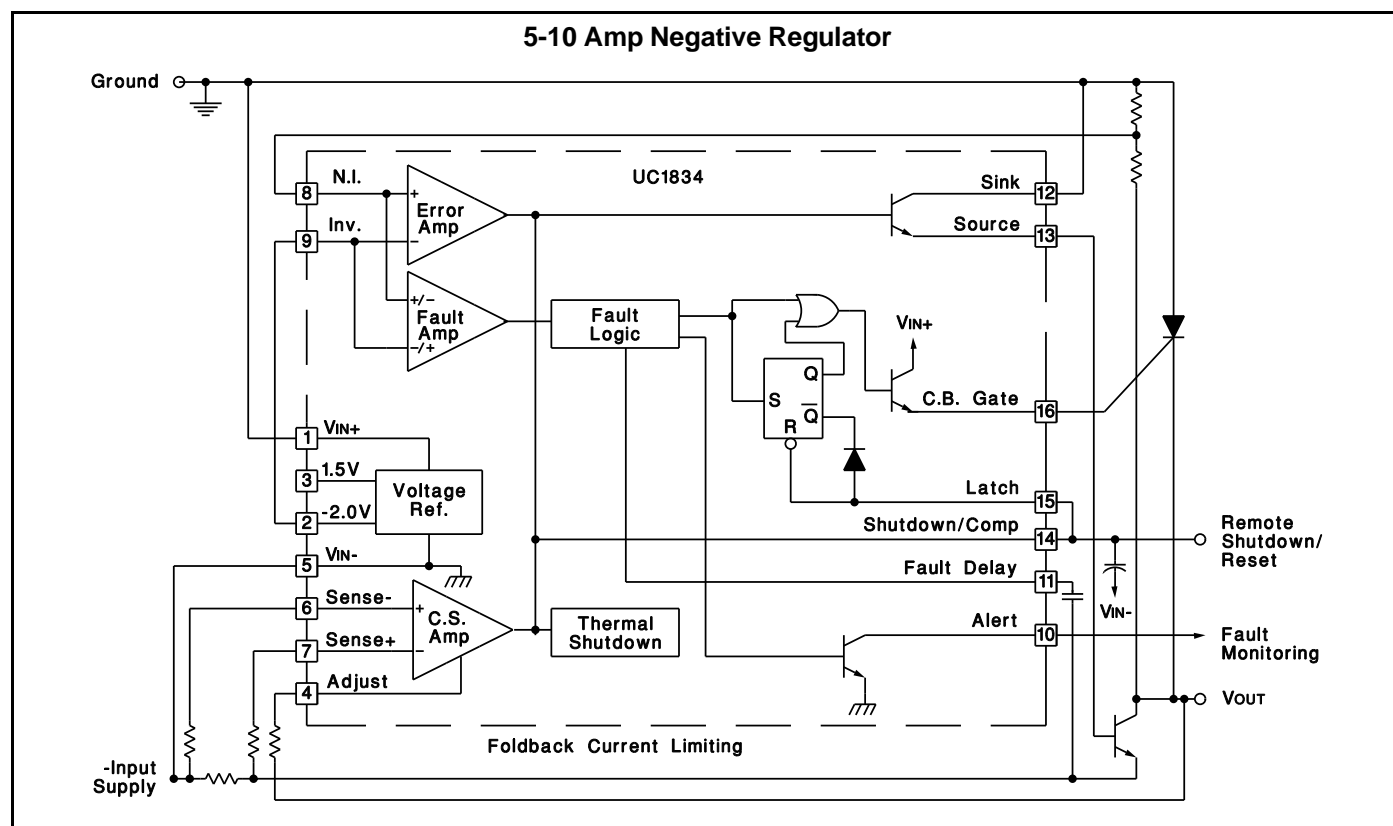 5-10 Amp Negative Regulator
Ground
UC1834
8
N.I.
+
Error
Amp
Sink
12
9
Inv.
-
Source
13
+/-
Fault
Amp
-/+
Fault
Logic
VIN+
Q
S
Q
R
C.B. Gate
16
1
VIN+
3
1.5V
Voltage
Ref.
2
-2.0V
Latch
15
Shutdown/Comp
14
Remote
Shutdown/
Reset
5
VIN-
Fault Delay
11
VIN-
6
Sense-
+
C.S.
Amp
Thermal
Shutdown
Alert
10
Fault
Monitoring
7
Sense+
-
4
Adjust
VOUT
Foldback Current Limiting
-Input
Supply